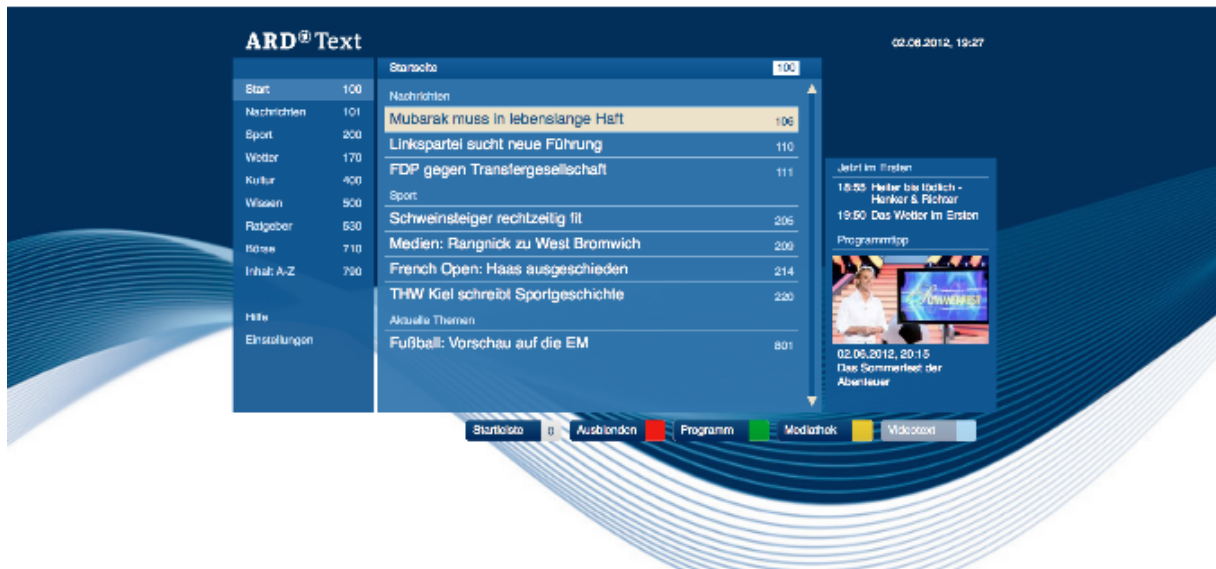 ARD Text
02.06.2012, 19:27
Startseite 100
Start 100
Nachrichten 101
Sport 200
Wetter 170
Kultur 400
Wissen 500
Ratgeber 530
Börse 710
Inhalt A-Z 790
Hilfe
Einstellungen
Nachrichten
Mubarak muss in lebenslange Haft 106
Linkspartei sucht neue Führung 110
FDP gegen Transfergesellschaft 111
Sport
Schweinsteiger rechtzeitig fit 205
Medien: Rangnick zu West Bromwich 209
French Open: Haas ausgeschieden 214
THW Kiel schreibt Sportgeschichte 220
Aktuelle Themen
Fußball: Vorschau auf die EM 801
Jetzt im Ersten
18:55 Heiter bis tödlich -
Henker & Richter
19:50 Das Wetter im Ersten
Programmtipp
SOMMERFEST
02.06.2012, 20:15
Das Sommerfest der
Abenteuer
Startleiste 0 Ausblenden Programm Mediathek Videotext